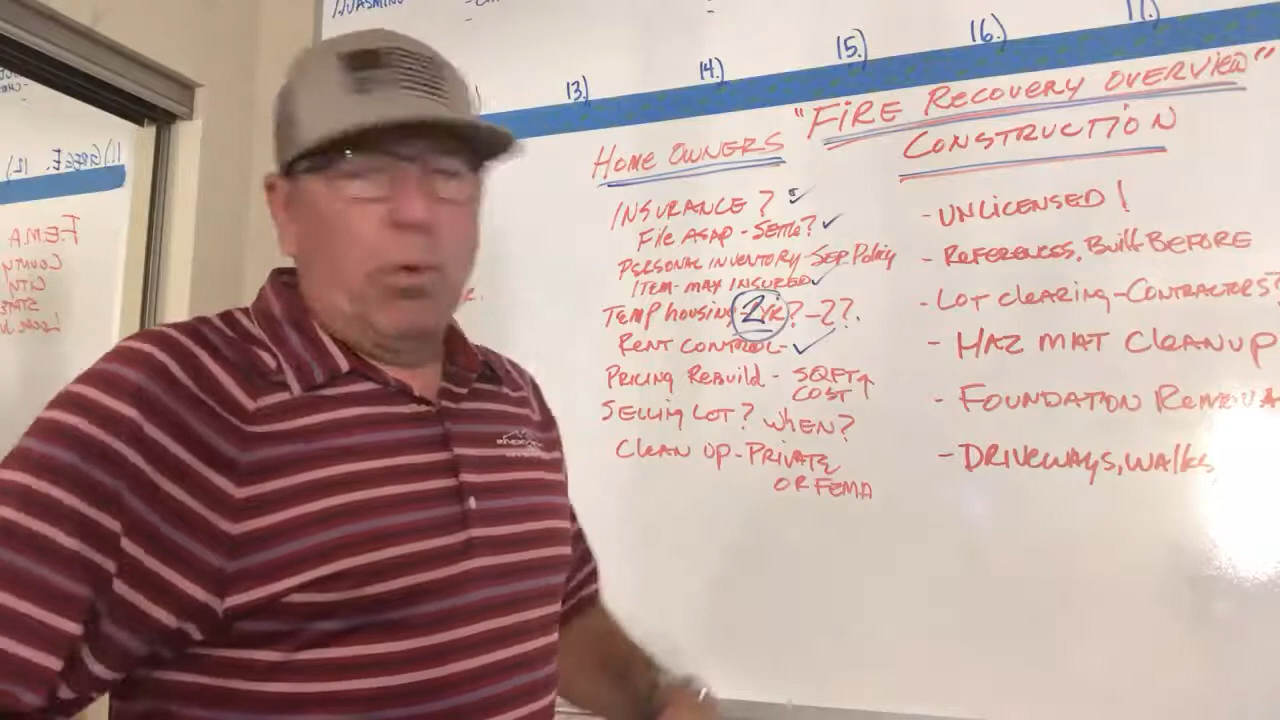 13.)
14.)
15.)
16.)
17.)
"FIRE RECOVERY OVERVIEW"
HOME OWNERS
INSURANCE? ✓
FILE ASAP - SETTLE? ✓
PERSONAL INVENTORY - SEP POLICY
ITEM - MAX INSURED ✓
TEMP HOUSING - 2 YR? - 2??
RENT CONTROL - ✓
PRICING REBUILD - SQFT↑
COST↑
SELLING LOT? WHEN?
CLEAN UP - PRIVATE
OR FEMA
CONSTRUCTION
- UNLICENSED!
- REFERENCES, BUILT BEFORE
- LOT CLEARING - CONTRACTORS
- HAZ MAT CLEANUP
- FOUNDATION
- DRIVEWAYS, WALKS
11.) GREG E. 12.)
F.E.M.A
COUNTY
CITY
STATE